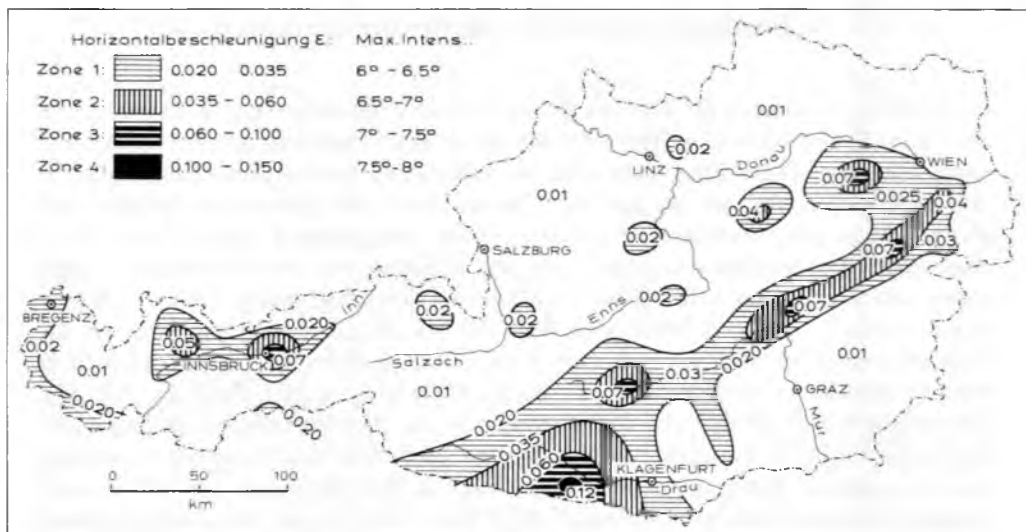 Horizontalbeschleunigung E: Max. Intens..
Zone 1: 0.020 0.035 6° – 6,5°
Zone 2: 0.035 – 0.060 6.5° – 7°
Zone 3: 0.060 – 0.100 7° – 7.5°
Zone 4: 0.100 – 0.150 7.5° – 8°
0.01
0.02
LINZ
Donau
WIEN
0.07
0.025
0.01
0.04
0.04
0.02
0.03
SALZBURG
0.07
Enns
0.02
0.07
BREGENZ
Inn
0.02
0.02
0.020
0.05
0.02
INNSBRUCK
0.07
0.01
Salzach
0.03
0.020
0.01
0.01
0.07
GRAZ
0.020
0.020
0.020
Mur
0.035
0.060
KLAGENFURT
Drau
0.12
0 50 100
km